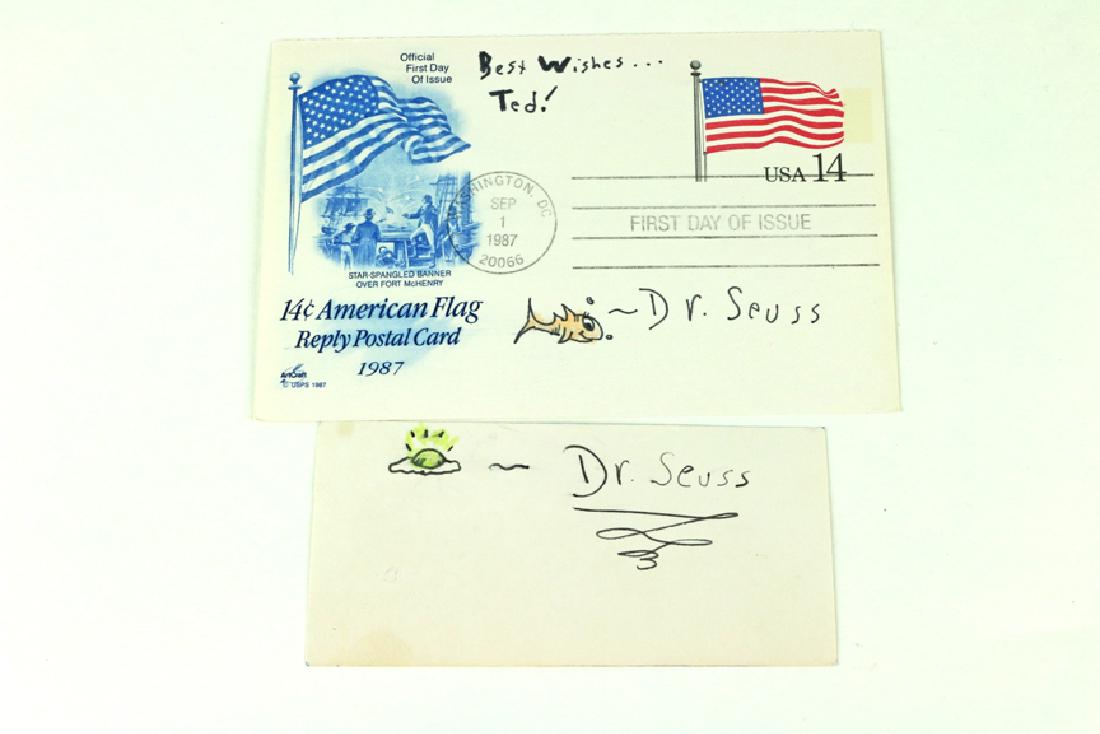 Official
First Day
Of Issue
Best Wishes...
Ted!
USA 14
WASHINGTON, DC
SEP
1
1987
20066
FIRST DAY OF ISSUE
STAR-SPANGLED BANNER
OVER FORT McHENRY
14¢ American Flag
Reply Postal Card
1987
ArtCraft
© USPS 1987
~ Dr. Seuss
~ Dr. Seuss